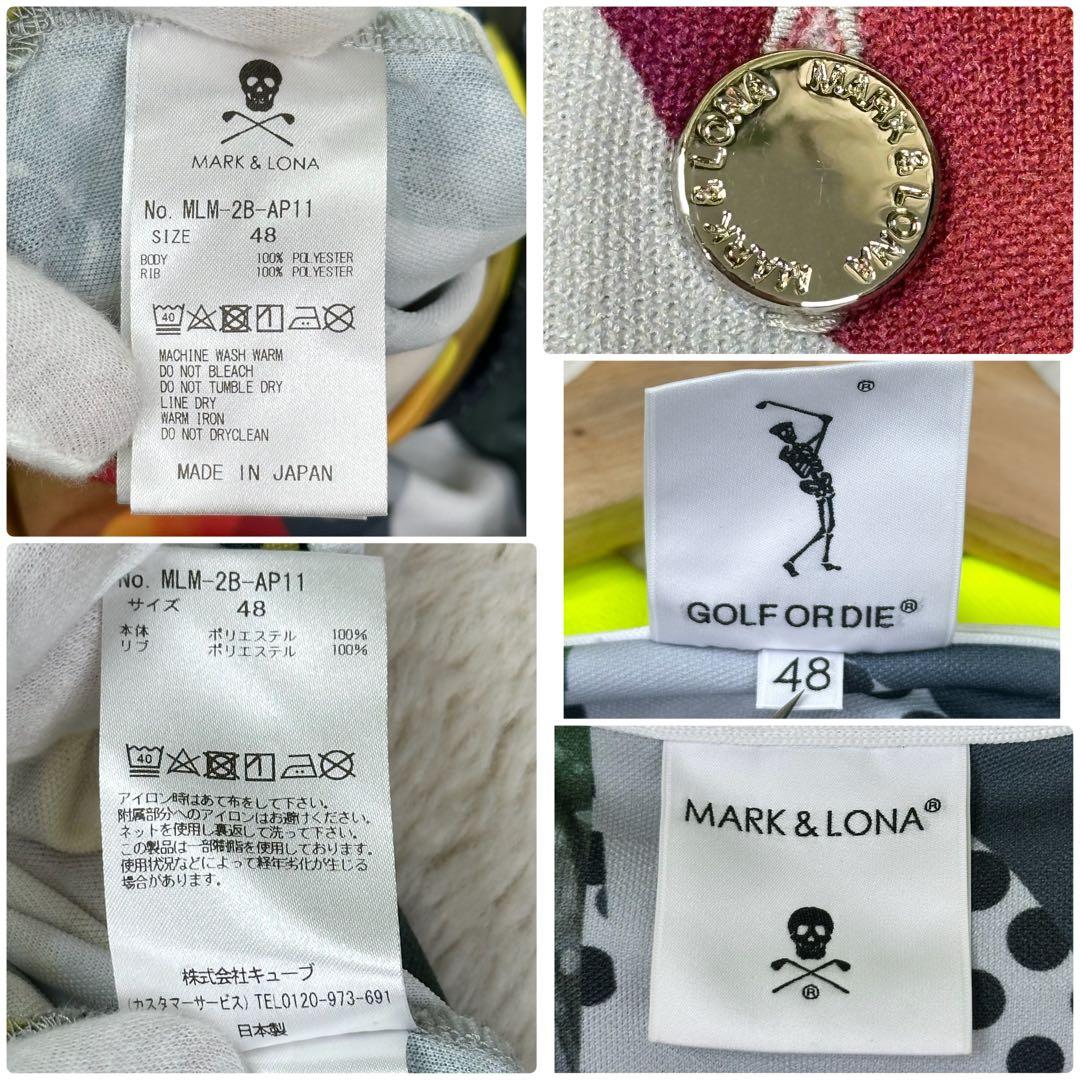 MARK & LONA
No. MLM-2B-AP11
SIZE 48
BODY 100% POLYESTER
RIB 100% POLYESTER
40
MACHINE WASH WARM
DO NOT BLEACH
DO NOT TUMBLE DRY
LINE DRY
WARM IRON
DO NOT DRYCLEAN
MADE IN JAPAN
MARK & LONA MARK & LONA
®
GOLF OR DIE®
48
No. MLM-2B-AP11
サイズ 48
本体 ポリエステル 100%
リブ ポリエステル 100%
40
アイロン時はあて布をして下さい。
附属部分へのアイロンはお避けください。
ネットを使用し裏返して洗って下さい。
この製品は一部樹脂を使用しております。
使用状況などによって経年劣化が生じる
場合があります。
株式会社キューブ
(カスタマーサービス) TEL0120-973-691
日本製
MARK & LONA®
®